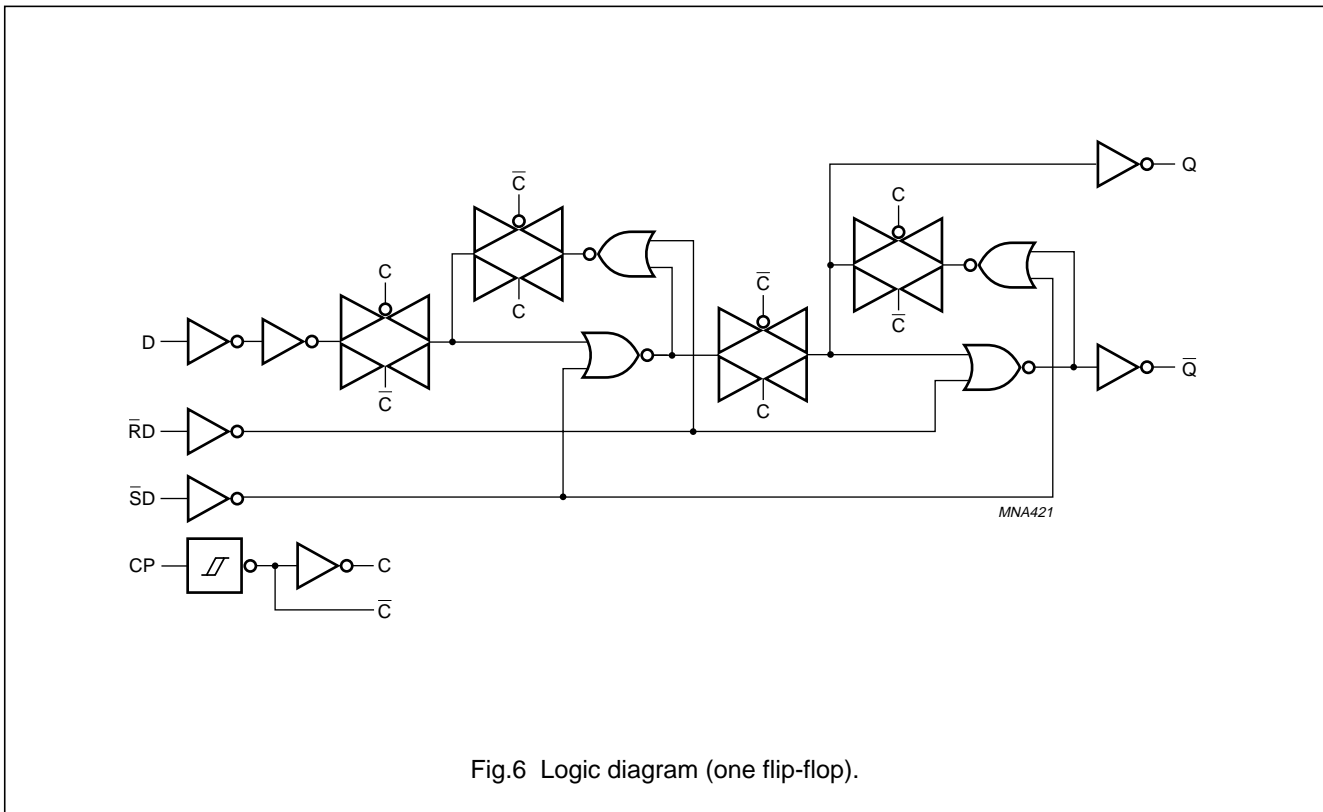 Q
C̅
C
C
C̅
C
C
C̅
D
C̅
C
C̅
Q̅
R̅D
S̅D
MNA421
CP
C
C̅
Fig.6 Logic diagram (one flip-flop).